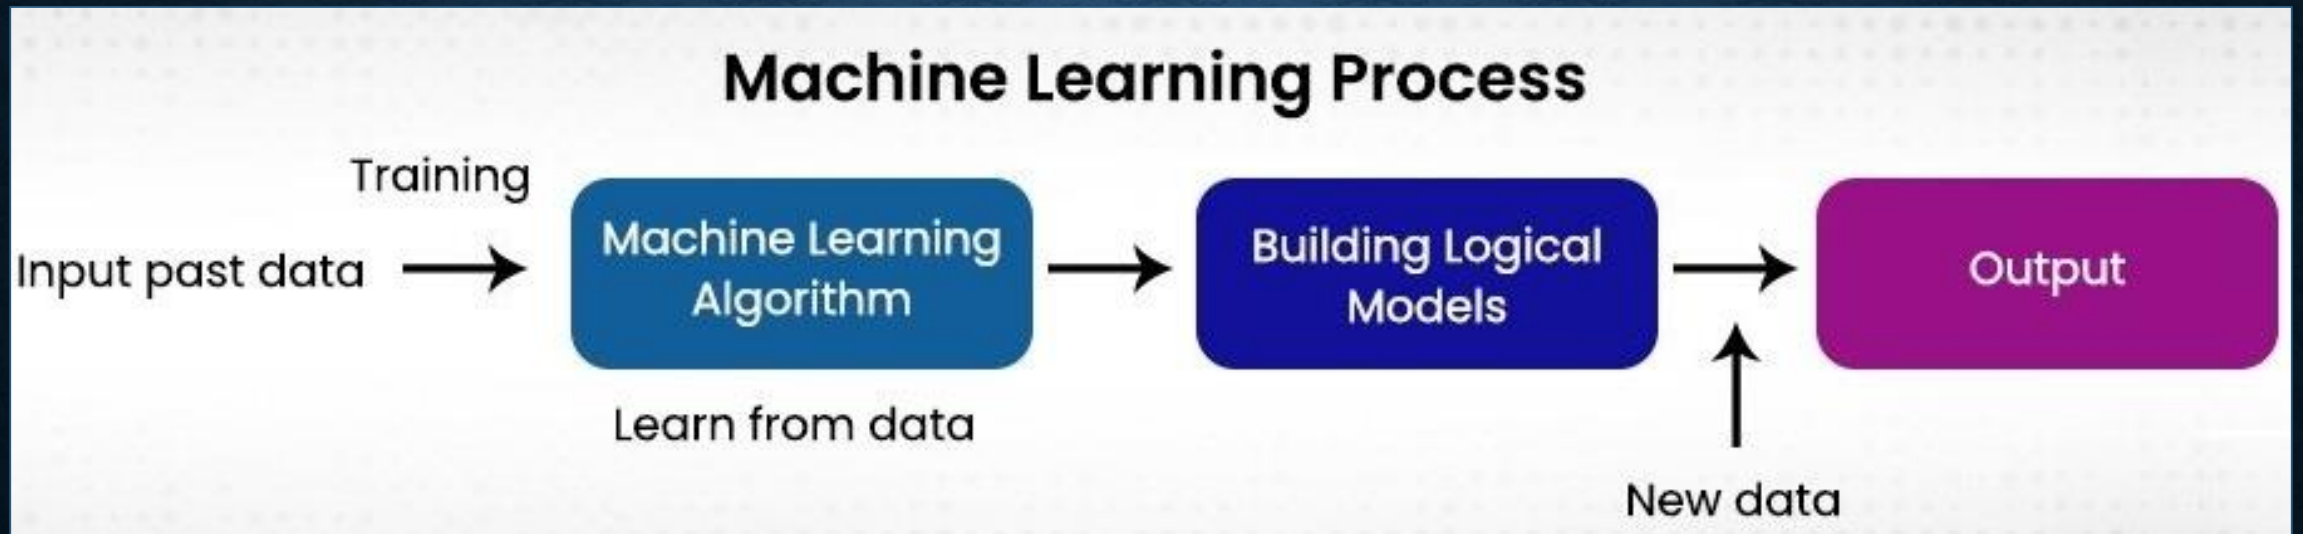 Machine Learning Process
Training
Input past data
Machine Learning
Algorithm
Learn from data
Building Logical
Models
New data
Output